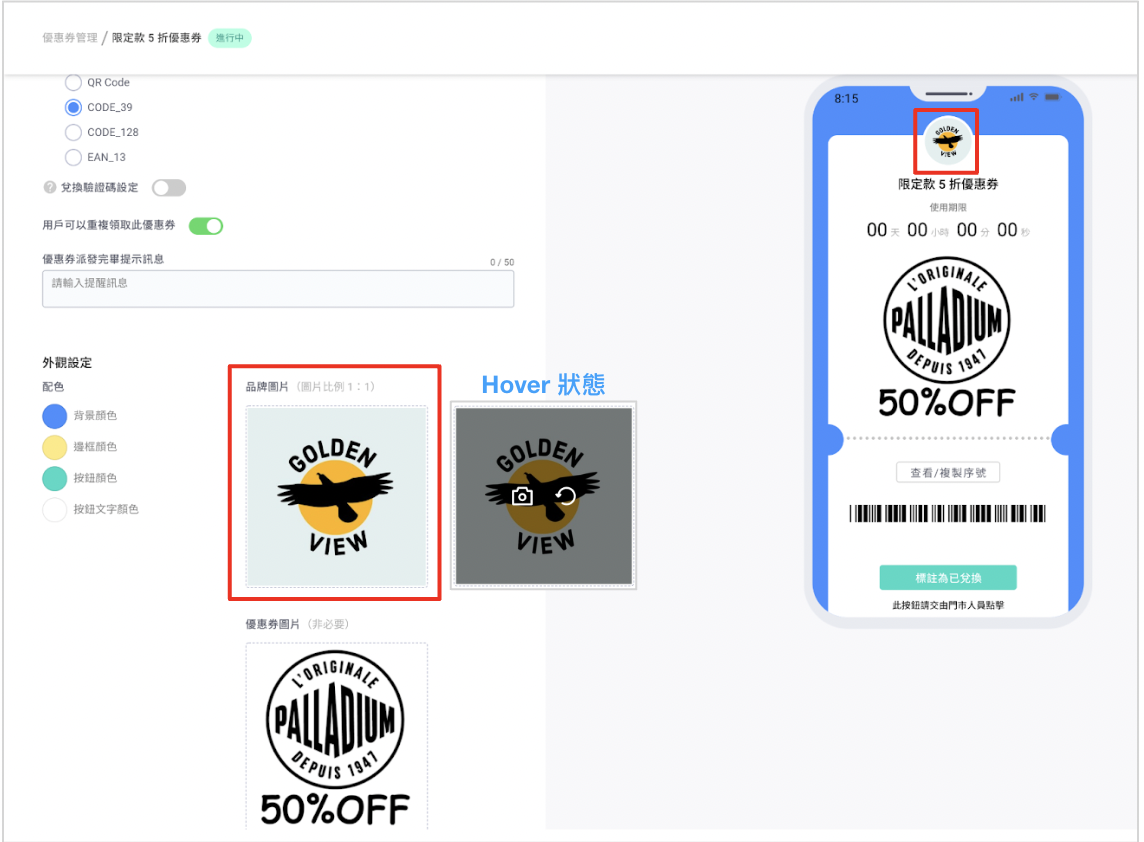 優惠券管理 / 限定款 5 折優惠券 進行中
QR Code
CODE_39
CODE_128
EAN_13
? 兌換驗證碼設定
用戶可以重複領取此優惠券
優惠券派發完畢提示訊息 0 / 50
請輸入提醒訊息
外觀設定
配色
背景顏色
邊框顏色
按鈕顏色
按鈕文字顏色
品牌圖片（圖片比例 1：1）
GOLDEN
VIEW
Hover 狀態
GOLDEN
VIEW
優惠券圖片（非必要）
L'ORIGINALE
PALLADIUM
DEPUIS 1947
50%OFF
8:15
GOLDEN
VIEW
限定款 5 折優惠券
使用期限
00 天 00 小時 00 分 00 秒
L'ORIGINALE
PALLADIUM
DEPUIS 1947
50%OFF
查看/複製序號
標註為已兌換
此按鈕請交由門市人員點擊